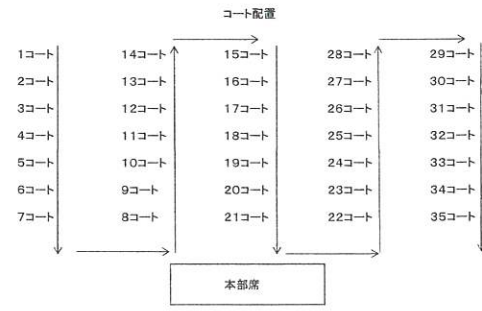 コート配置
1コート 14コート 15コート 28コート 29コート
2コート 13コート 16コート 27コート 30コート
3コート 12コート 17コート 26コート 31コート
4コート 11コート 18コート 25コート 32コート
5コート 10コート 19コート 24コート 33コート
6コート 9コート 20コート 23コート 34コート
7コート 8コート 21コート 22コート 35コート
本部席